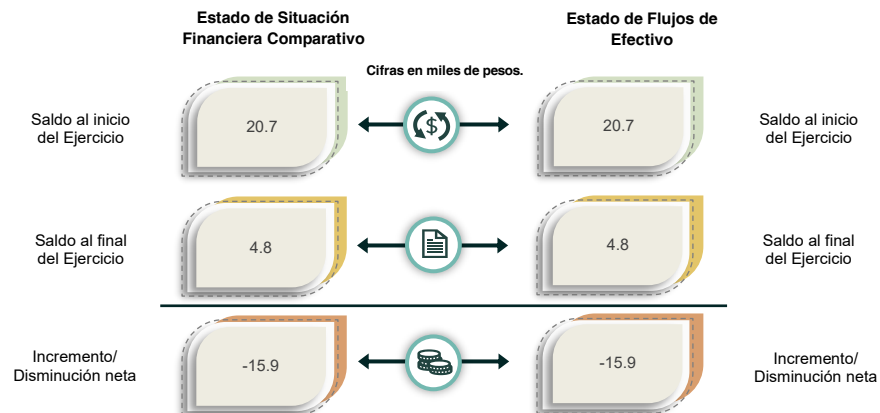 Estado de Situación
Financiera Comparativo
Estado de Flujos de
Efectivo
Cifras en miles de pesos.
Saldo al inicio
del Ejercicio
20.7
$
20.7
Saldo al inicio
del Ejercicio
Saldo al final
del Ejercicio
4.8
4.8
Saldo al final
del Ejercicio
Incremento/
Disminución neta
-15.9
-15.9
Incremento/
Disminución neta